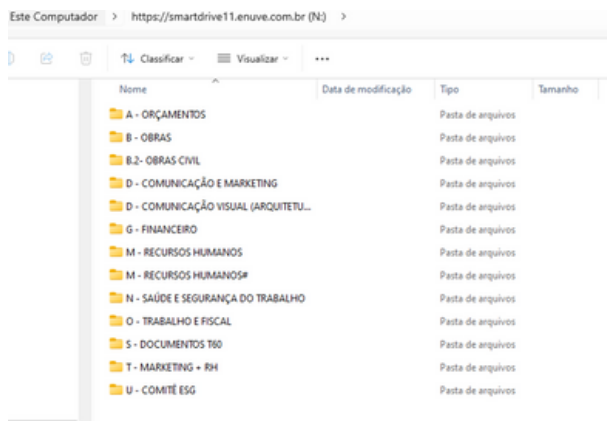 Este Computador > https://smartdrive11.enuve.com.br (N:) >
Classificar Visualizar ...
Nome Data de modificação Tipo Tamanho
A - ORÇAMENTOS Pasta de arquivos
B - OBRAS Pasta de arquivos
B.2- OBRAS CIVIL Pasta de arquivos
D - COMUNICAÇÃO E MARKETING Pasta de arquivos
D - COMUNICAÇÃO VISUAL (ARQUITETU... Pasta de arquivos
G - FINANCEIRO Pasta de arquivos
M - RECURSOS HUMANOS Pasta de arquivos
M - RECURSOS HUMANOS# Pasta de arquivos
N - SAÚDE E SEGURANÇA DO TRABALHO Pasta de arquivos
O - TRABALHO E FISCAL Pasta de arquivos
S - DOCUMENTOS T60 Pasta de arquivos
T - MARKETING + RH Pasta de arquivos
U - COMITÊ ESG Pasta de arquivos